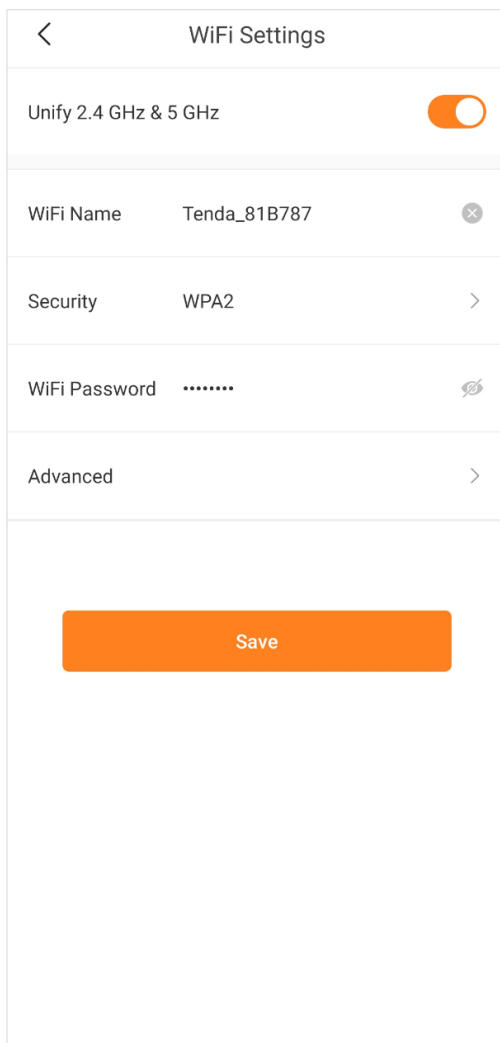 WiFi Settings
Unify 2.4 GHz & 5 GHz
WiFi Name Tenda_81B787
Security WPA2
WiFi Password ••••••••
Advanced
Save